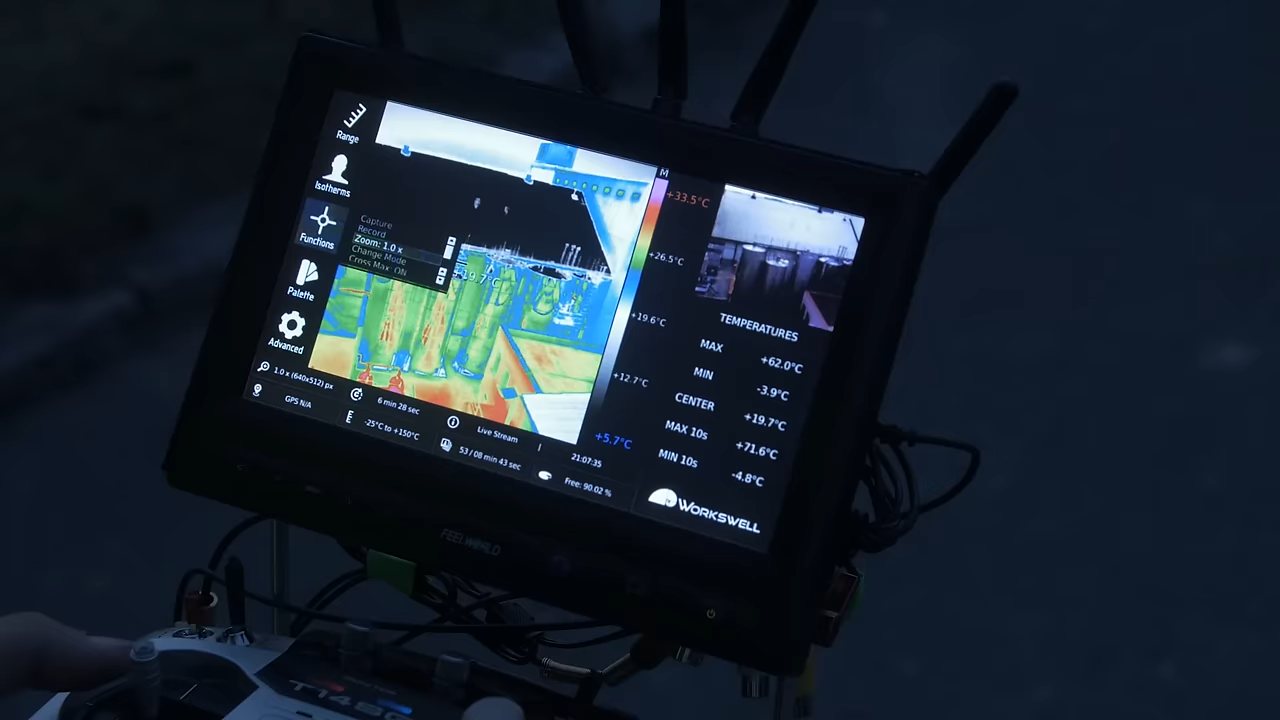 Range
Isotherms
Functions
Palette
Advanced
Capture
Record
Zoom: 1.0 x
Change Mode
Cross Max: ON
+19.7°C
M
+33.5°C
+26.5°C
+19.6°C
+12.7°C
+5.7°C
TEMPERATURES
MAX +62.0°C
MIN -3.9°C
CENTER +19.7°C
MAX 10s +71.6°C
MIN 10s -4.8°C
WORKSWELL
1.0 x (640x512) px
6 min 28 sec
Live Stream
21:07:35
GPS N/A
-25°C to +150°C
53 / 08 min 43 sec
Free: 90.02 %
FEELWORLD
T14SG